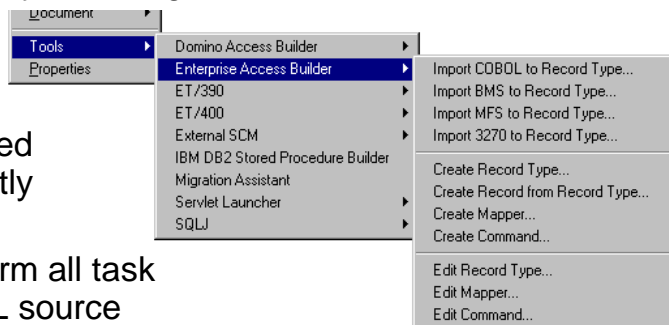 Document
Tools
Properties
Domino Access Builder
Enterprise Access Builder
ET/390
ET/400
External SCM
IBM DB2 Stored Procedure Builder
Migration Assistant
Servlet Launcher
SQLJ
Import COBOL to Record Type...
Import BMS to Record Type...
Import MFS to Record Type...
Import 3270 to Record Type...
Create Record Type...
Create Record from Record Type...
Create Mapper...
Create Command...
Edit Record Type...
Edit Mapper...
Edit Command...
ed
tly
rm all task
L source